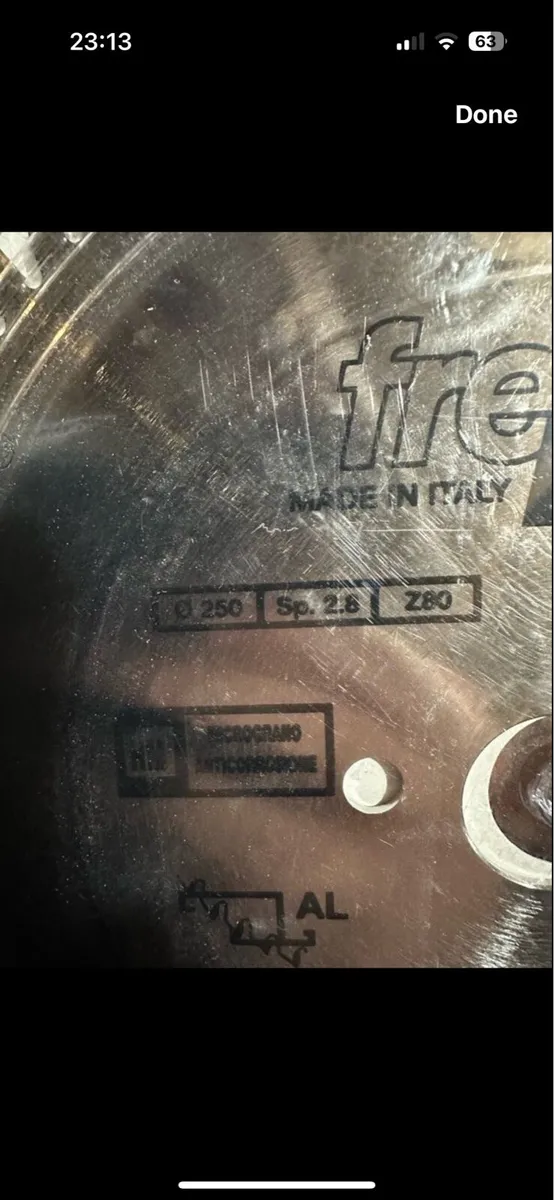 23:13
63
Done
fre
MADE IN ITALY
Ø 250 Sp. 2.8 Z80
MICROGRANO
ANTICORROSIONE
AL